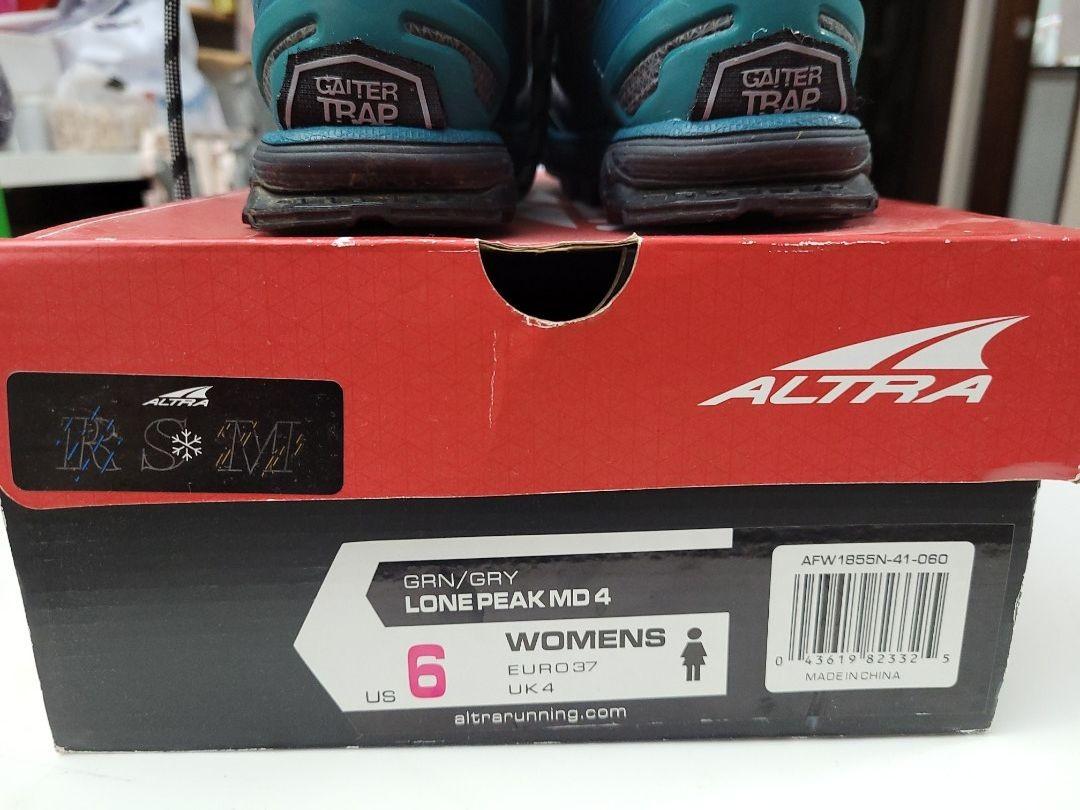 GAITER
TRAP
GAITER
TRAP
ALTRA
ALTRA
R S M
GRN/GRY
LONE PEAK MD 4
US 6
WOMENS
EURO 37
UK 4
altrarunning.com
AFW1855N-41-060
0 43619 82332 5
MADE IN CHINA